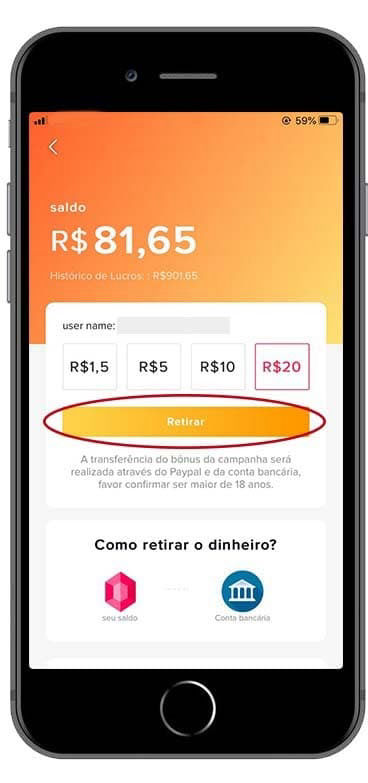 59%
saldo
R$ 81,65
Histórico de Lucros: : R$901.65
user name:
R$1,5 R$5 R$10 R$20
Retirar
A transferência do bônus da campanha será
realizada através do Paypal e da conta bancária,
favor confirmar ser maior de 18 anos.
Como retirar o dinheiro?
seu saldo Conta bancária